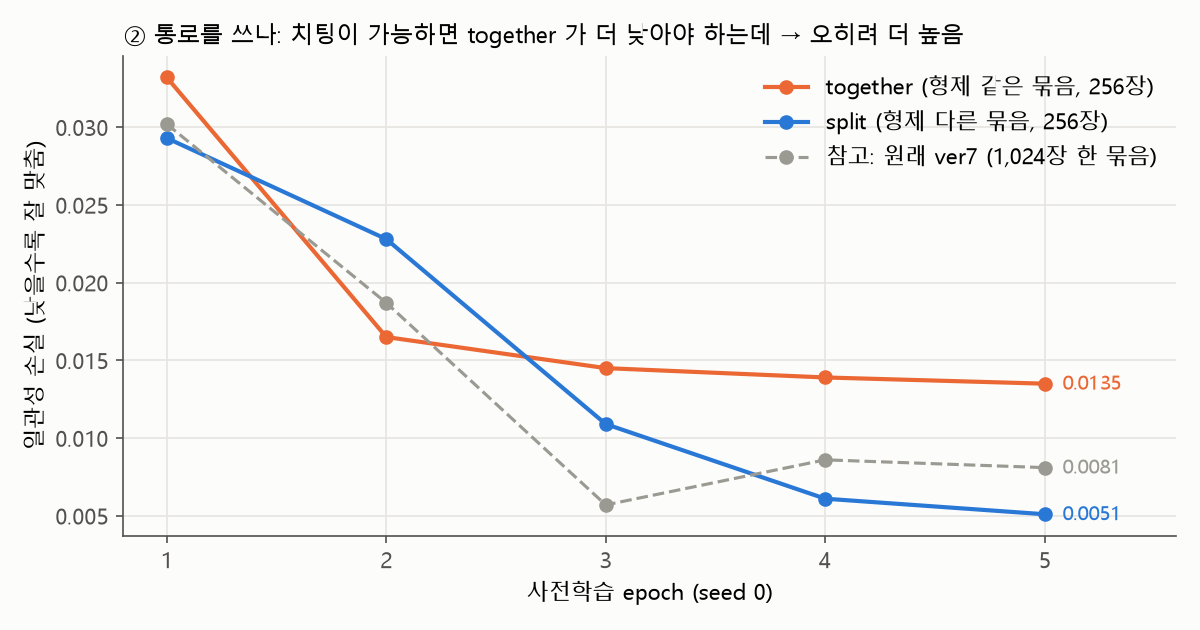 ② 통로를 쓰나: 치팅이 가능하면 together 가 더 낮아야 하는데 → 오히려 더 높음
together (형제 같은 묶음, 256장)
split (형제 다른 묶음, 256장)
참고: 원래 ver7 (1,024장 한 묶음)
일관성 손실 (낮을수록 잘 맞춤)
0.030
0.025
0.020
0.015
0.010
0.005
0.0135
0.0081
0.0051
1 2 3 4 5
사전학습 epoch (seed 0)